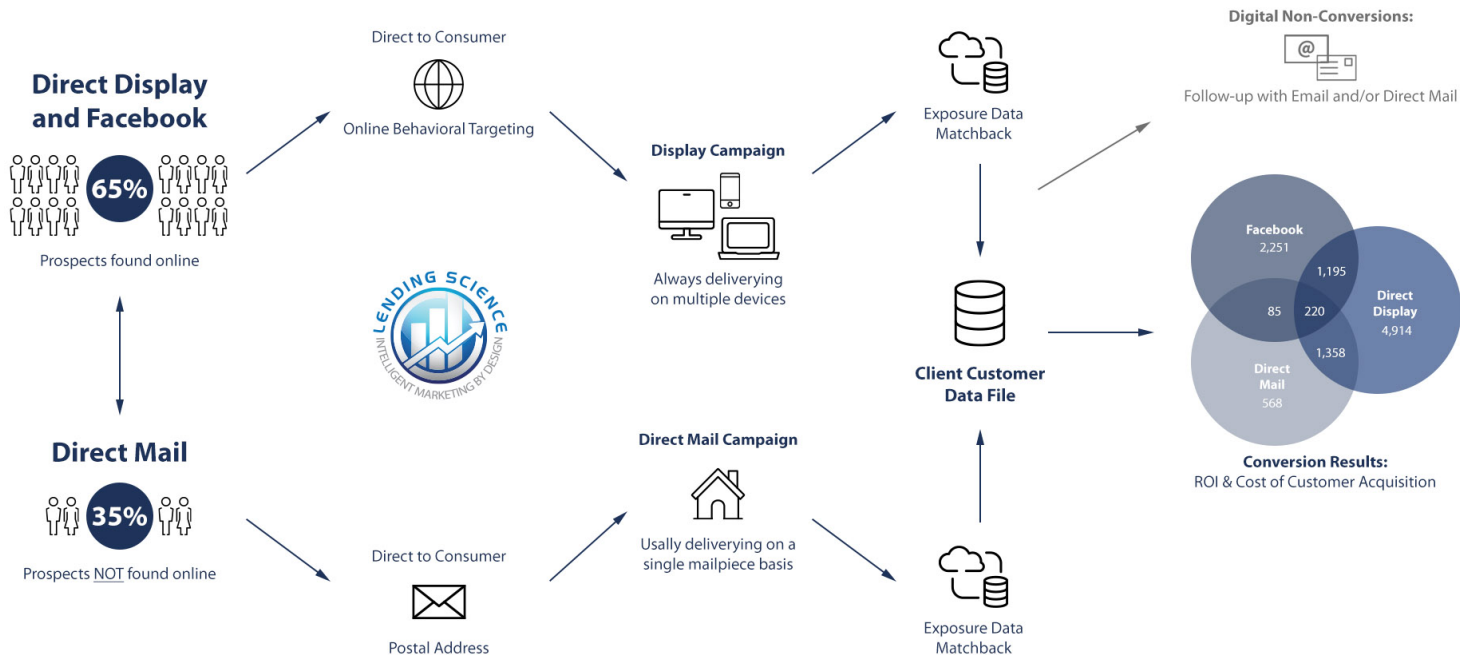 Direct Display
and Facebook
65%
Prospects found online
Direct Mail
35%
Prospects NOT found online
Direct to Consumer
Online Behavioral Targeting
LENDING SCIENCE
INTELLIGENT MARKETING BY DESIGN
Direct to Consumer
Postal Address
Display Campaign
Always deliverying
on multiple devices
Direct Mail Campaign
Usally deliverying on a
single mailpiece basis
Exposure Data
Matchback
Client Customer
Data File
Exposure Data
Matchback
Digital Non-Conversions:
@
Follow-up with Email and/or Direct Mail
Facebook
2,251
1,195
Direct
Display
4,914
85
220
1,358
Direct
Mail
568
Conversion Results:
ROI & Cost of Customer Acquisition